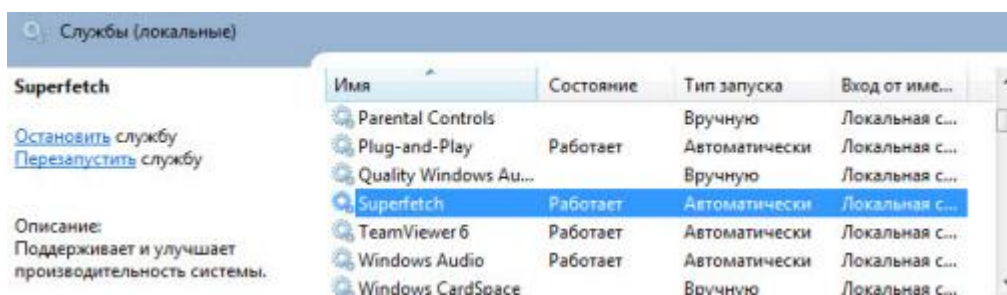 Службы (локальные)
Superfetch
Остановить службу
Перезапустить службу
Описание:
Поддерживает и улучшает
производительность системы.
Имя Состояние Тип запуска Вход от име...
Parental Controls Вручную Локальная с...
Plug-and-Play Работает Автоматически Локальная с...
Quality Windows Au... Вручную Локальная с...
Superfetch Работает Автоматически Локальная с...
TeamViewer 6 Работает Автоматически Локальная с...
Windows Audio Работает Автоматически Локальная с...
Windows CardSpace Вручную Локальная с...